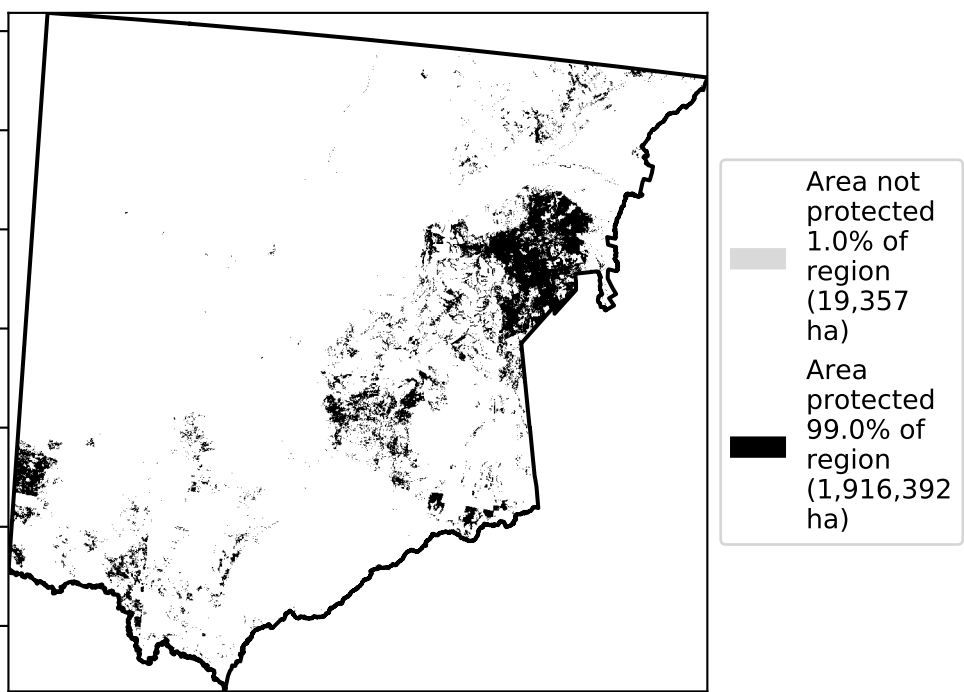 Area not
protected
1.0% of
region
(19,357
ha)
Area
protected
99.0% of
region
(1,916,392
ha)